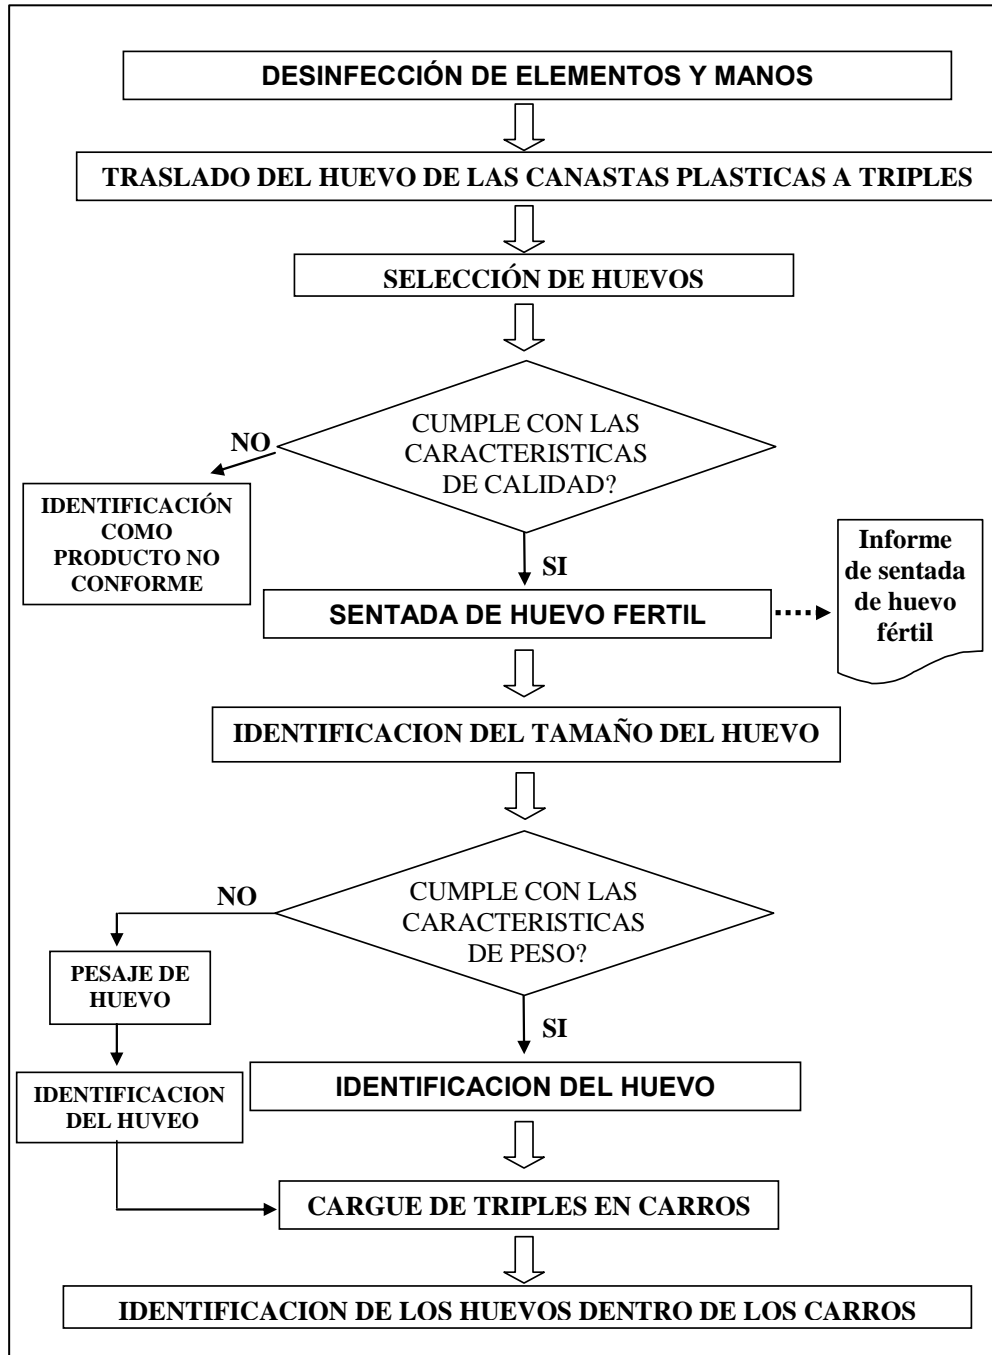 DESINFECCIÓN DE ELEMENTOS Y MANOS
TRASLADO DEL HUEVO DE LAS CANASTAS PLASTICAS A TRIPLES
SELECCIÓN DE HUEVOS
CUMPLE CON LAS
CARACTERISTICAS
DE CALIDAD?
NO
IDENTIFICACIÓN
COMO
PRODUCTO NO
CONFORME
SI
SENTADA DE HUEVO FERTIL
Informe
de sentada
de huevo
fértil
IDENTIFICACION DEL TAMAÑO DEL HUEVO
CUMPLE CON LAS
CARACTERISTICAS
DE PESO?
NO
PESAJE DE
HUEVO
IDENTIFICACION
DEL HUVEO
SI
IDENTIFICACION DEL HUEVO
CARGUE DE TRIPLES EN CARROS
IDENTIFICACION DE LOS HUEVOS DENTRO DE LOS CARROS